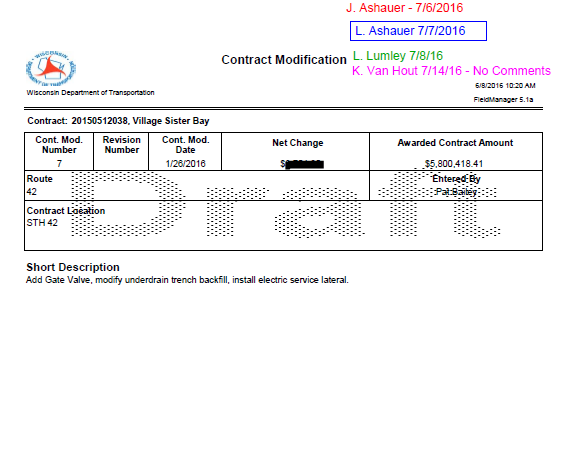 J. Ashauer - 7/6/2016
L. Ashauer 7/7/2016
L. Lumley 7/8/16
K. Van Hout 7/14/16 - No Comments
Contract Modification
6/8/2016 10:20 AM
FieldManager 5.1a
Wisconsin Department of Transportation
Contract: 20150512038, Village Sister Bay
Cont. Mod. Number
Revision Number
Cont. Mod. Date
Net Change
Awarded Contract Amount
7
1/26/2016
$5,800,418.41
Route
42
Entered By
Pat Bailey
Contract Location
STH 42
Draft
Short Description
Add Gate Valve, modify underdrain trench backfill, install electric service lateral.